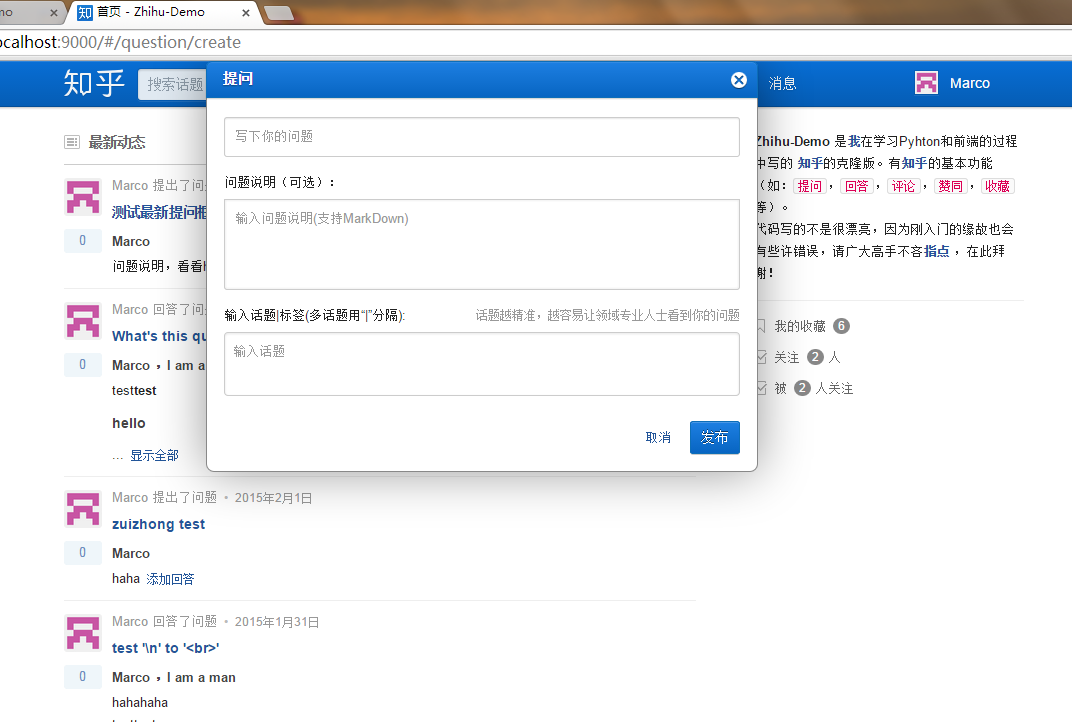 mo
首页 - Zhihu-Demo
ocalhost:9000/#/question/create
知乎
搜索话题
提问
消息
Marco
最新动态
写下你的问题
问题说明（可选）：
输入问题说明(支持MarkDown)
输入话题|标签(多话题用“|”分隔):
话题越精准，越容易让领域专业人士看到你的问题
输入话题
取消
发布
Marco 提出了问
测试最新提问框
0
Marco
问题说明，看看h
Marco 回答了问
What's this qu
0
Marco，I am a
testtest
hello
... 显示全部
Marco 提出了问题 • 2015年2月1日
zuizhong test
0
Marco
haha 添加回答
Marco 回答了问题 • 2015年1月31日
test '\n' to '<br>'
0
Marco，I am a man
hahahaha
Zhihu-Demo 是我在学习Pyhton和前端的过程
中写的 知乎的克隆版。有知乎的基本功能
（如： 提问， 回答， 评论， 赞同， 收藏
等）。
代码写的不是很漂亮，因为刚入门的缘故也会
有些许错误，请广大高手不吝指点 ，在此拜
谢！
我的收藏 6
关注 2 人
被 2 人关注